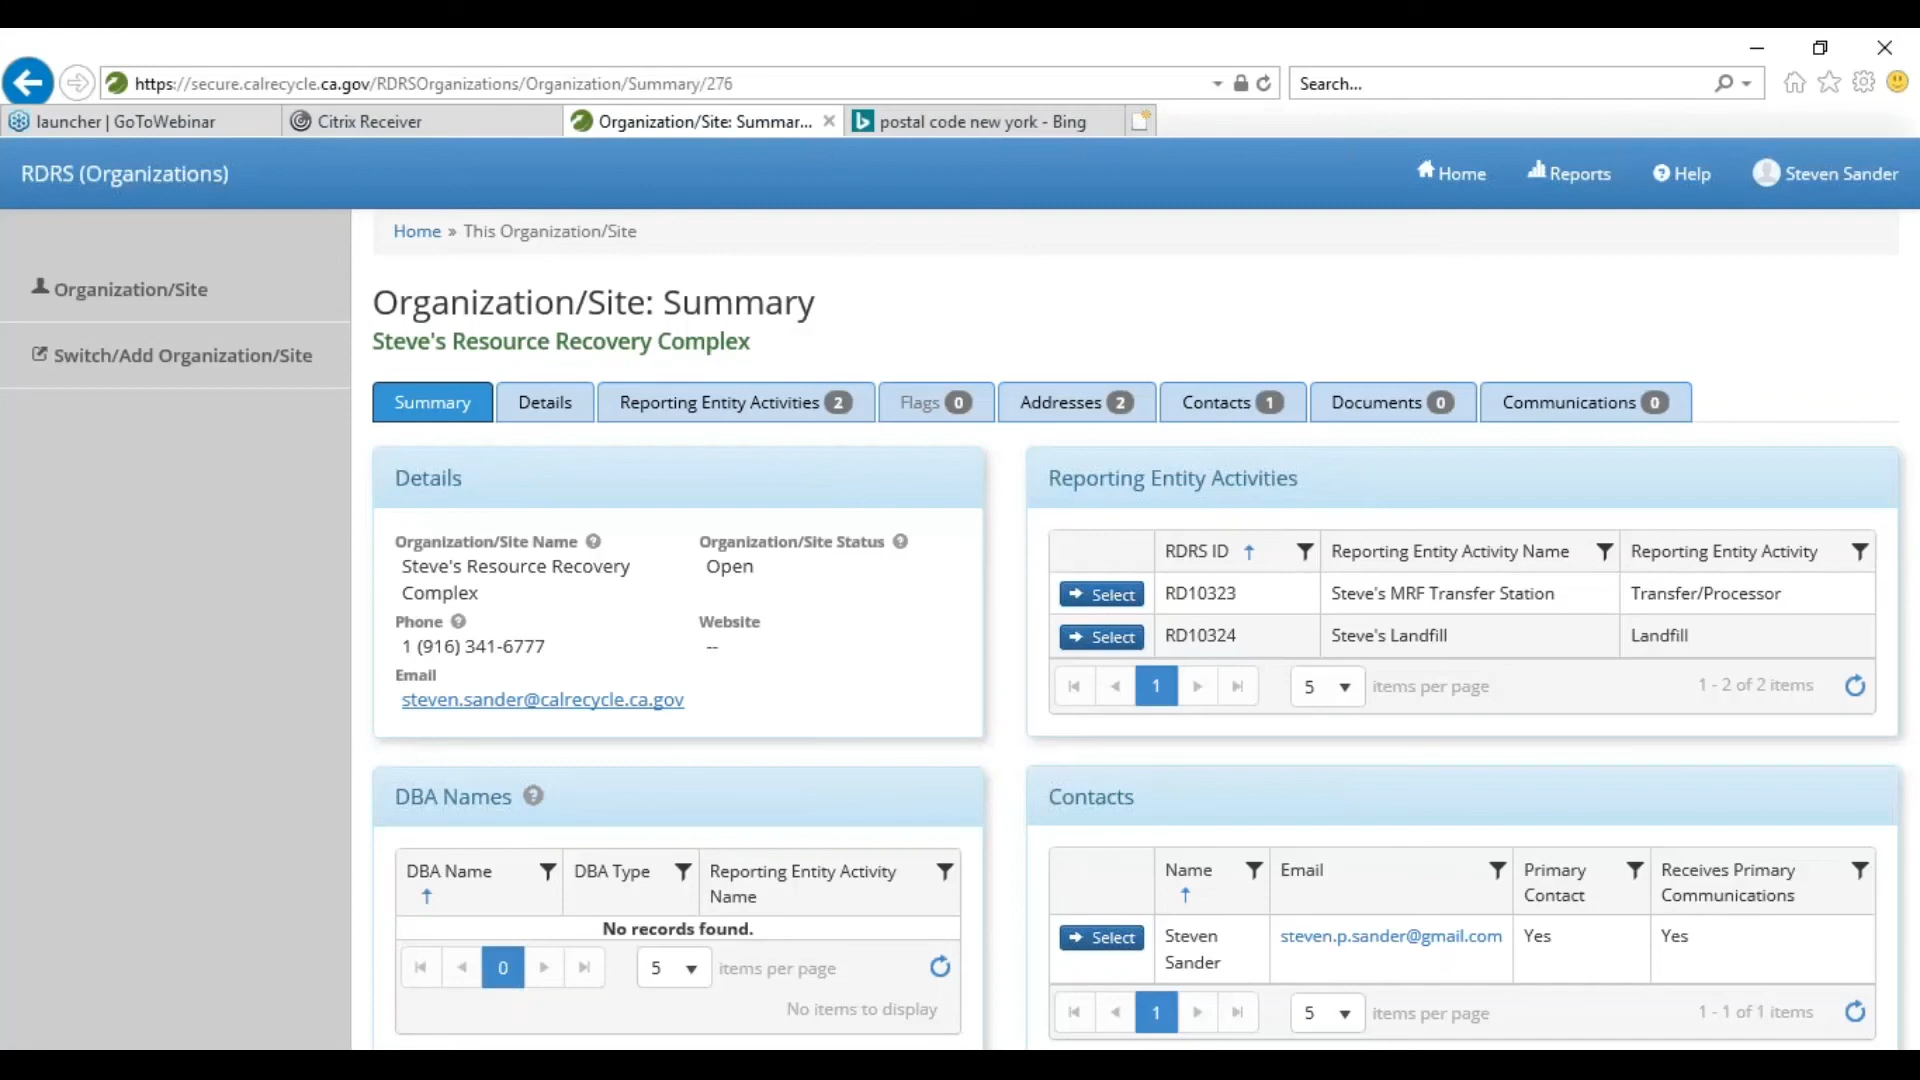 https://secure.calrecycle.ca.gov/RDRSOrganizations/Organization/Summary/276
Search...
launcher | GoToWebinar
Citrix Receiver
Organization/Site: Summar...
postal code new york - Bing
RDRS (Organizations)
Home
Reports
Help
Steven Sander
Organization/Site
Switch/Add Organization/Site
Home » This Organization/Site
Organization/Site: Summary
Steve's Resource Recovery Complex
Summary
Details
Reporting Entity Activities 2
Flags 0
Addresses 2
Contacts 1
Documents 0
Communications 0
Details
Organization/Site Name
Steve's Resource Recovery
Complex
Organization/Site Status
Open
Phone
1 (916) 341-6777
Website
--
Email
steven.sander@calrecycle.ca.gov
Reporting Entity Activities
RDRS ID
Reporting Entity Activity Name
Reporting Entity Activity
Select RD10323 Steve's MRF Transfer Station Transfer/Processor
Select RD10324 Steve's Landfill Landfill
1 5 items per page 1 - 2 of 2 items
DBA Names
DBA Name
DBA Type
Reporting Entity Activity
Name
No records found.
0 5 items per page
No items to display
Contacts
Name
Email
Primary
Contact
Receives Primary
Communications
Select
Steven
Sander
steven.p.sander@gmail.com
Yes
Yes
1 5 items per page 1 - 1 of 1 items